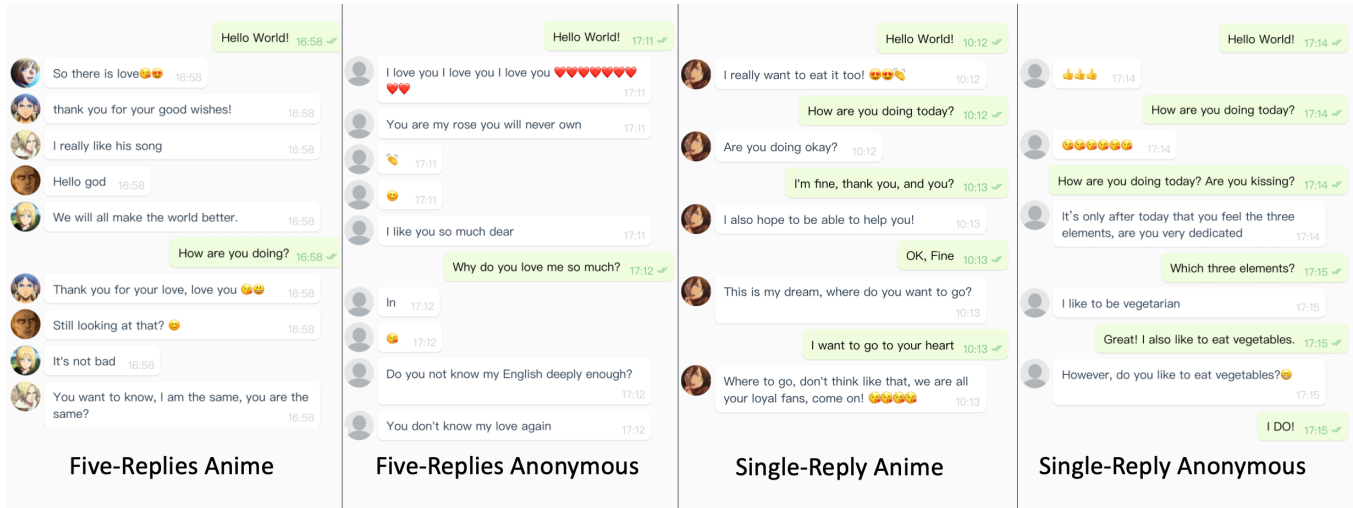 Hello World! 16:58
So there is love😘😍 16:58
thank you for your good wishes! 16:58
I really like his song 16:58
Hello god 16:58
We will all make the world better. 16:58
How are you doing? 16:58
Thank you for your love, love you 😘😃 16:58
Still looking at that? 😊 16:58
It's not bad 16:58
You want to know, I am the same, you are the
same? 16:58
Five-Replies Anime
Hello World! 17:11
I love you I love you I love you ❤️❤️❤️❤️❤️❤️❤️
❤️❤️ 17:11
You are my rose you will never own 17:11
👏 17:11
😊 17:11
I like you so much dear 17:11
Why do you love me so much? 17:12
In 17:12
😘 17:12
Do you not know my English deeply enough?
17:12
You don't know my love again 17:12
Five-Replies Anonymous
Hello World! 10:12
I really want to eat it too! 😍😍👏 10:12
How are you doing today? 10:12
Are you doing okay? 10:12
I'm fine, thank you, and you? 10:13
I also hope to be able to help you! 10:13
OK, Fine 10:13
This is my dream, where do you want to go?
10:13
I want to go to your heart 10:13
Where to go, don't think like that, we are all
your loyal fans, come on! 😘😘😘😘 10:13
Single-Reply Anime
Hello World! 17:14
👍👍👍 17:14
How are you doing today? 17:14
😘😘😘😘😘😘 17:14
How are you doing today? Are you kissing? 17:14
It's only after today that you feel the three
elements, are you very dedicated 17:14
Which three elements? 17:15
I like to be vegetarian 17:15
Great! I also like to eat vegetables. 17:15
However, do you like to eat vegetables?😁
17:15
I DO! 17:15
Single-Reply Anonymous